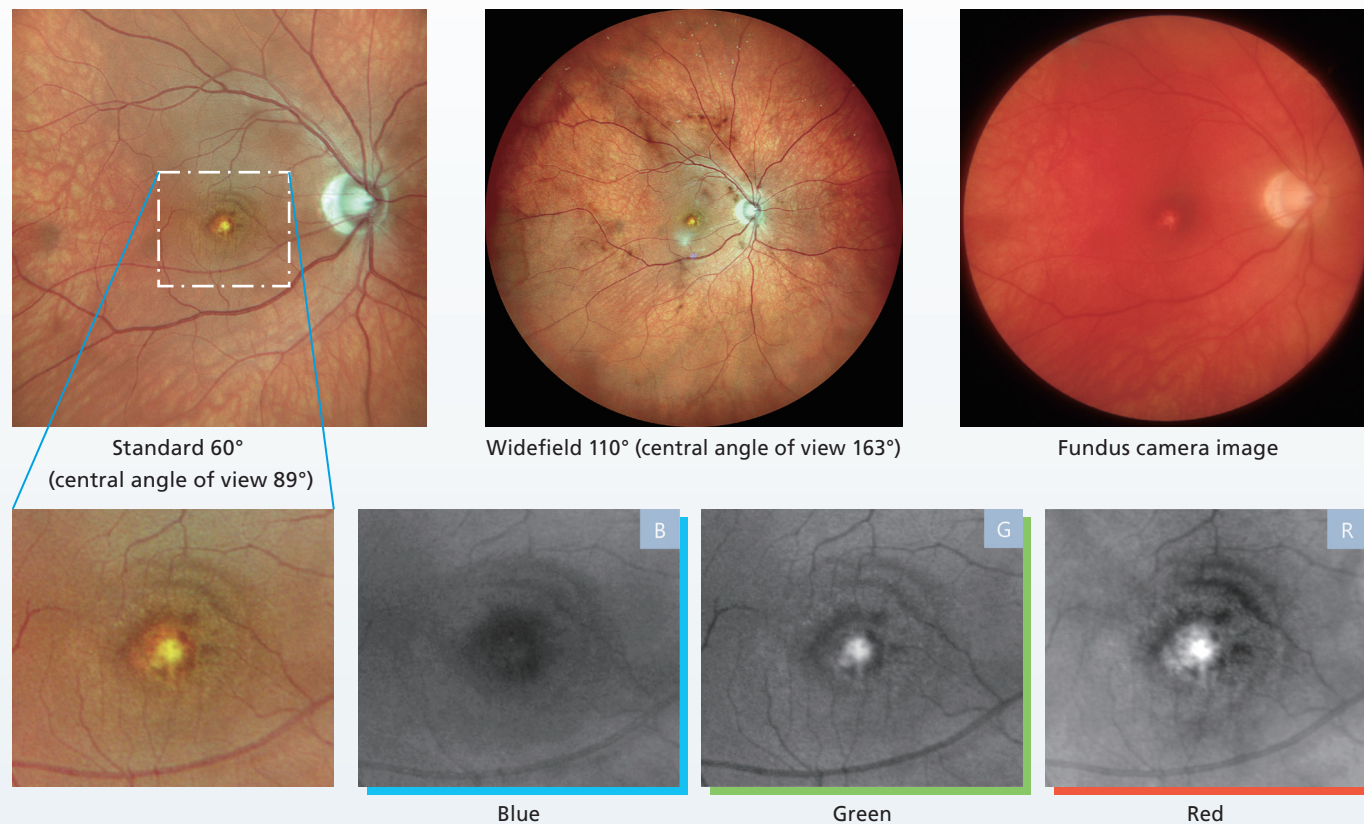 Standard 60°
(central angle of view 89°)
Widefield 110° (central angle of view 163°)
Fundus camera image
B
G
R
Blue
Green
Red